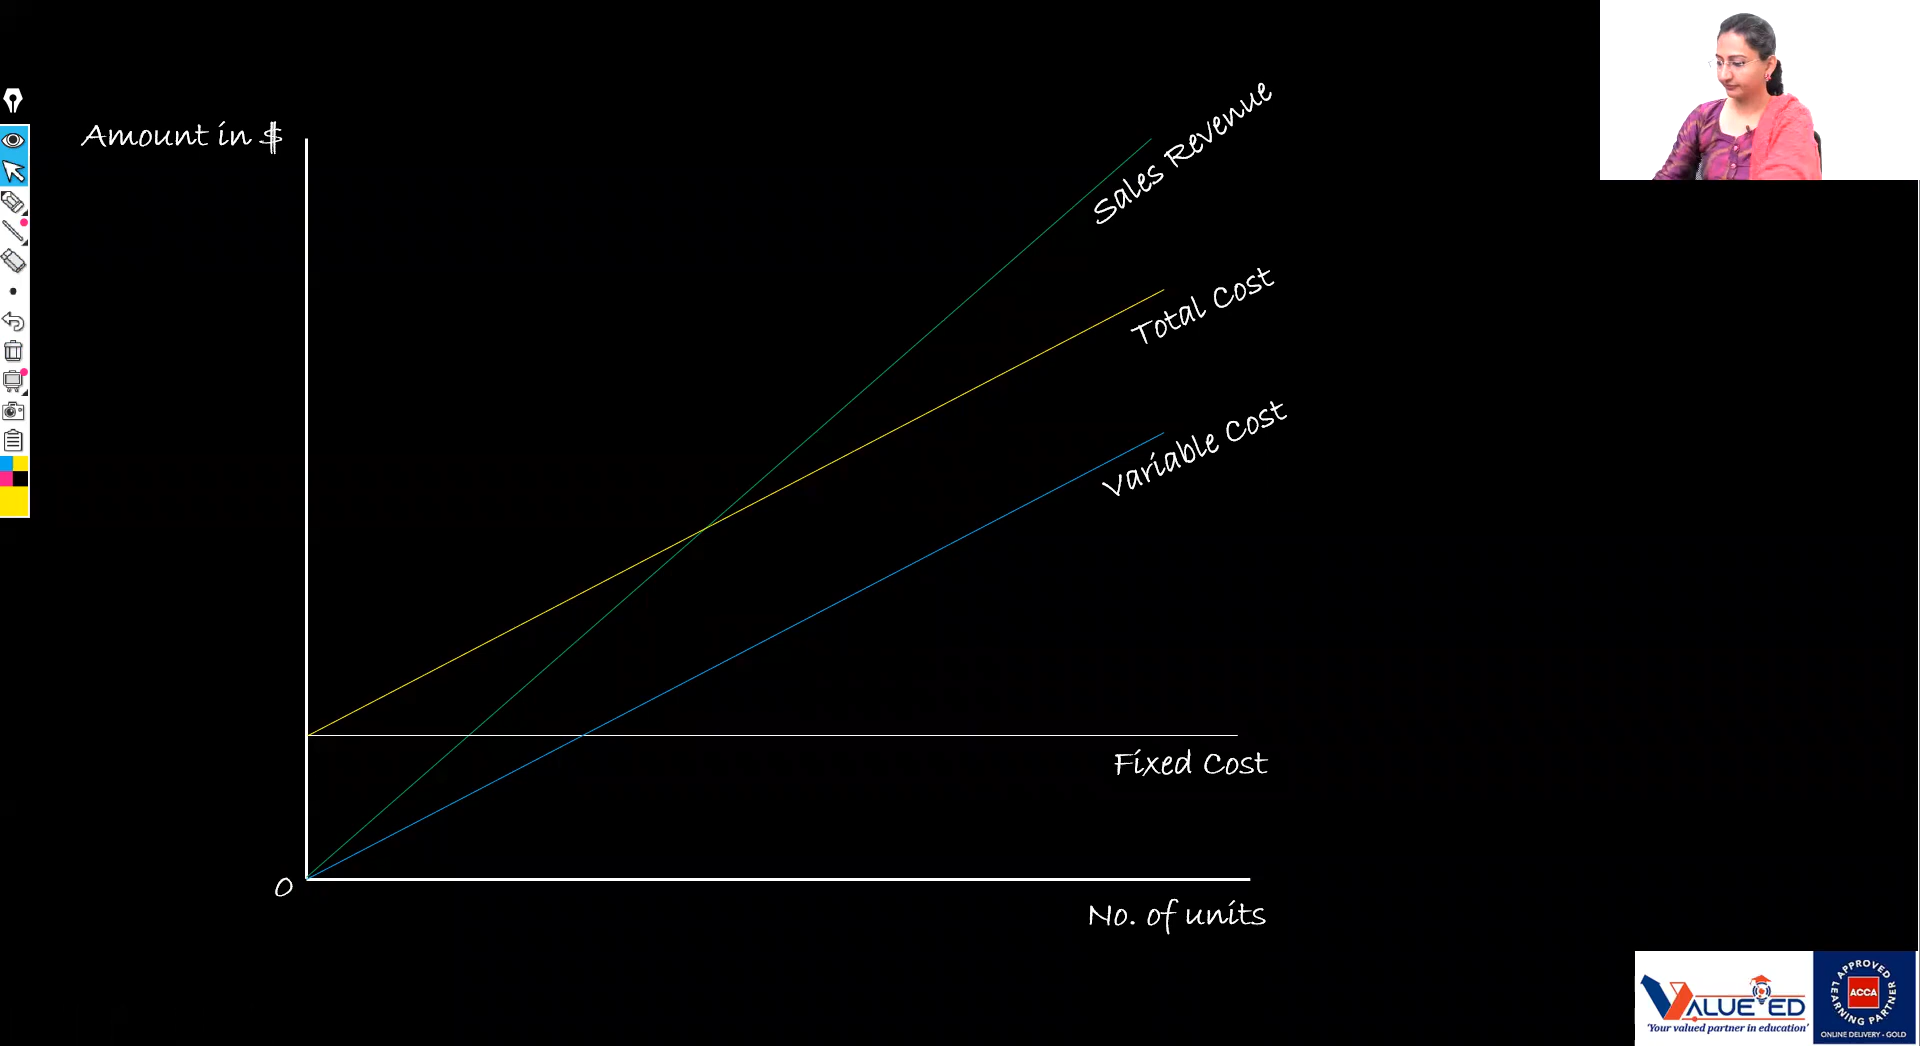 Amount in $
Sales Revenue
Total Cost
Variable Cost
Fixed Cost
0
No. of units
VALUE ED
'Your valued partner in education'
APPROVED
LEARNING PARTNER
ACCA
ONLINE DELIVERY - GOLD